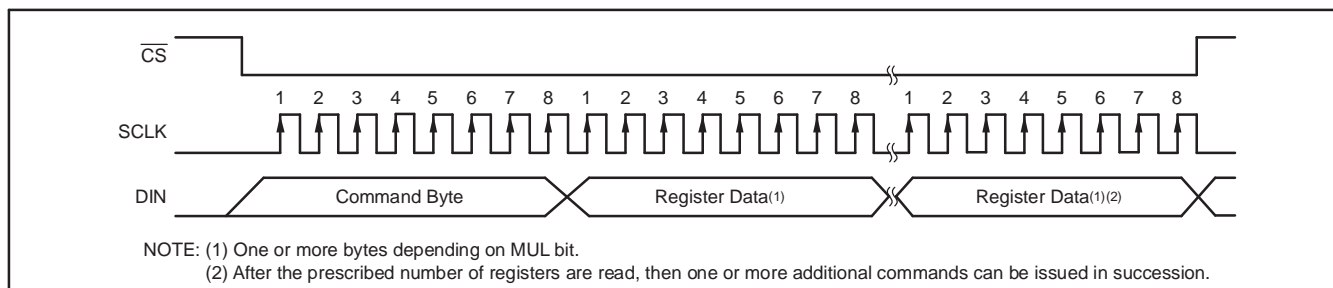 CS
1 2 3 4 5 6 7 8 1 2 3 4 5 6 7 8 1 2 3 4 5 6 7 8
SCLK
DIN Command Byte Register Data(1) Register Data(1)(2)
NOTE: (1) One or more bytes depending on MUL bit.
(2) After the prescribed number of registers are read, then one or more additional commands can be issued in succession.